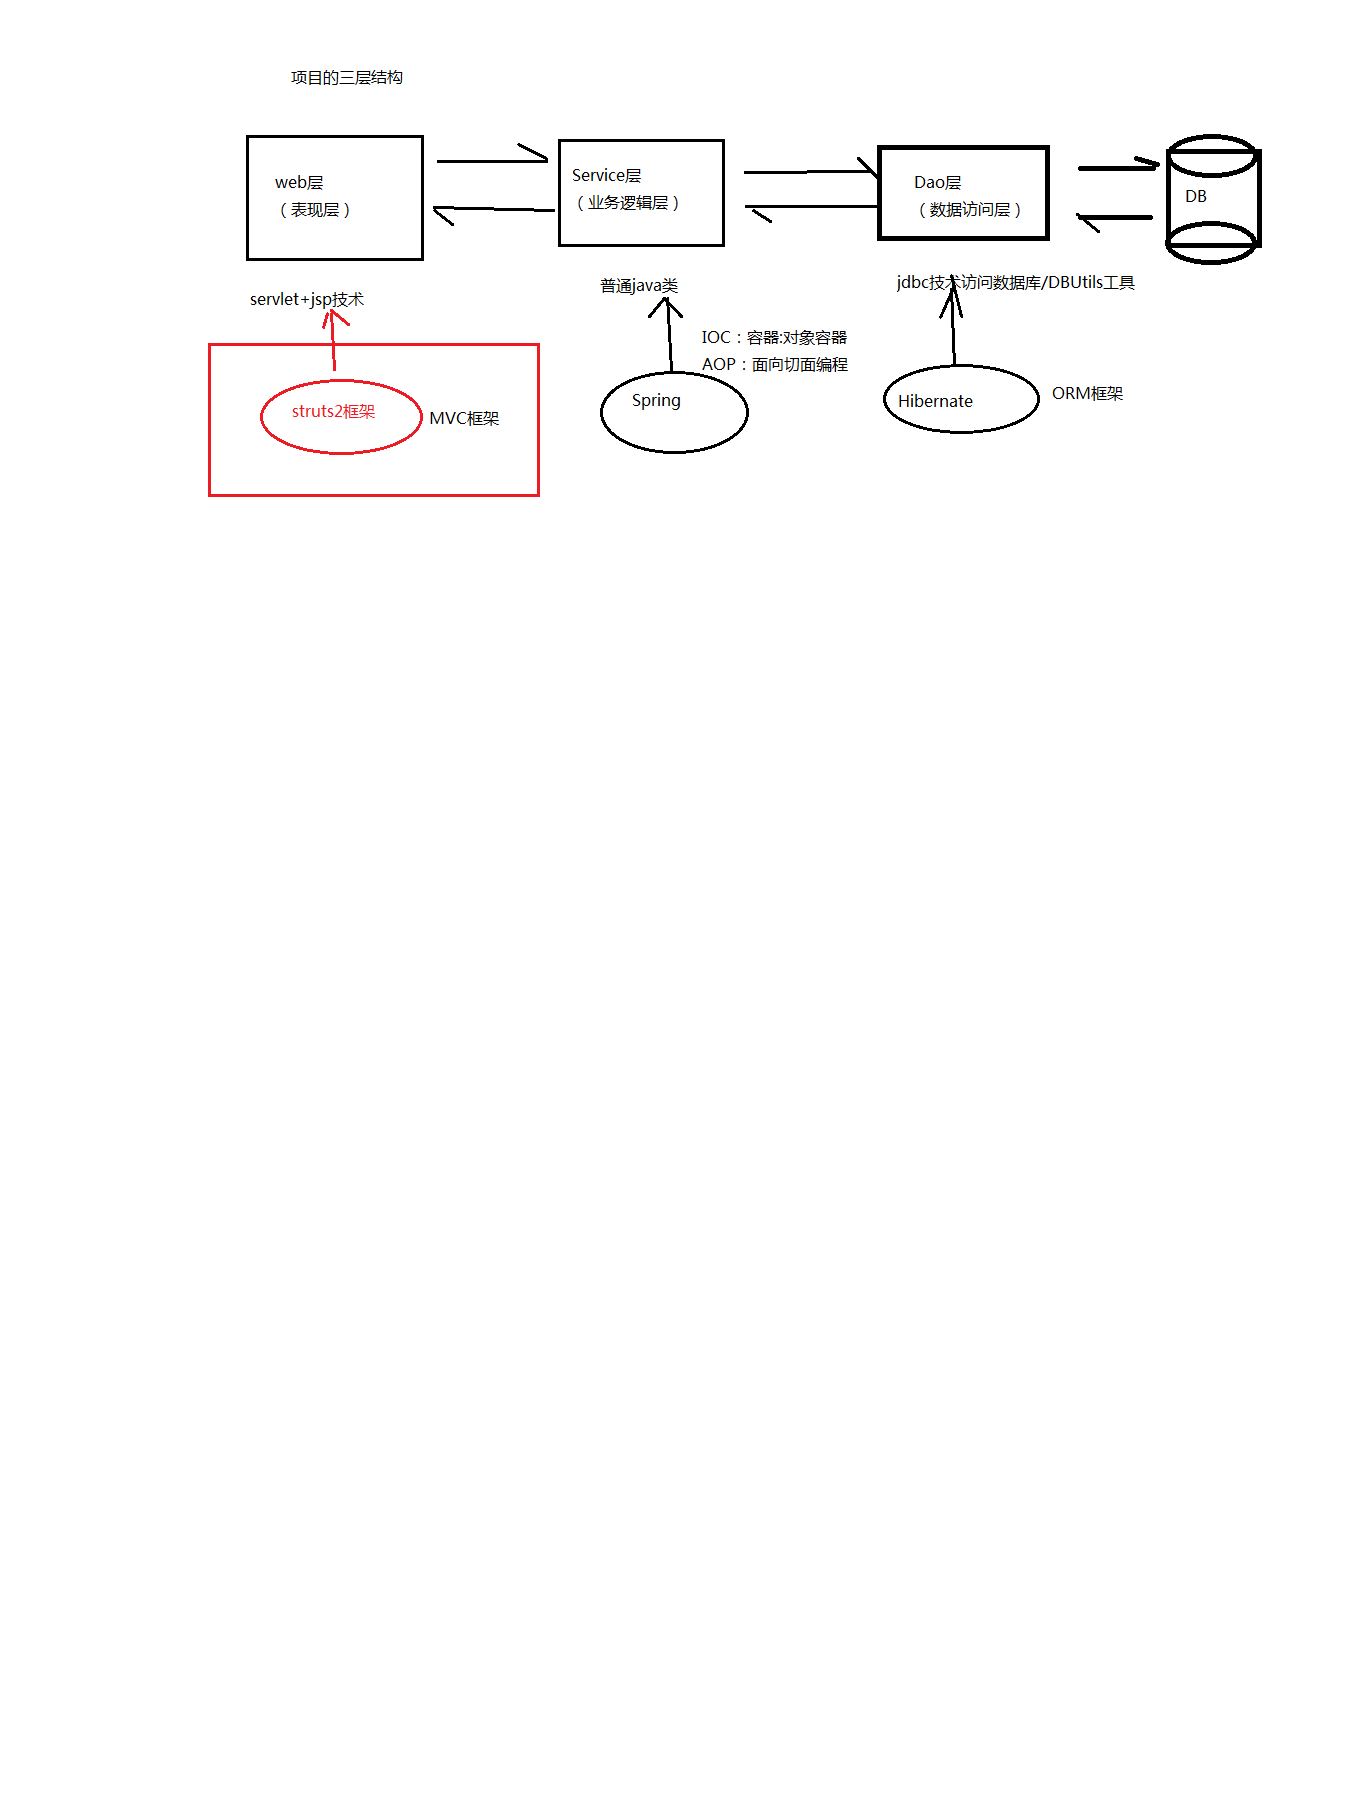 项目的三层结构
web层
（表现层）
Service层
（业务逻辑层）
Dao层
（数据访问层）
DB
servlet+jsp技术
普通java类
jdbc技术访问数据库/DBUtils工具
IOC：容器:对象容器
AOP：面向切面编程
struts2框架
MVC框架
Spring
Hibernate
ORM框架